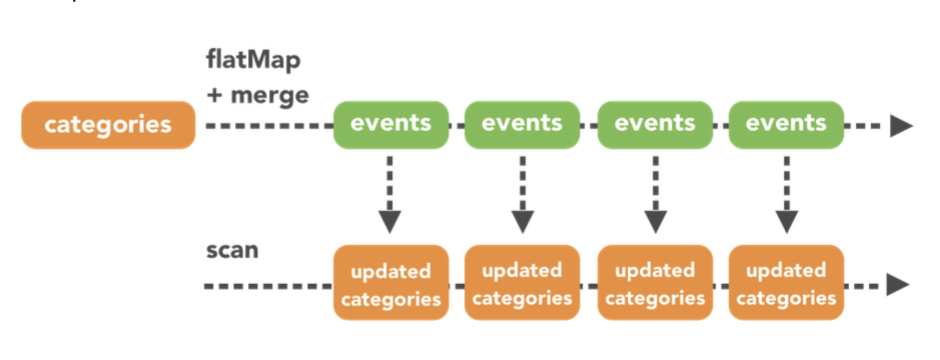 flatMap
+ merge
categories
events
events
events
events
scan
updated
categories
updated
categories
updated
categories
updated
categories